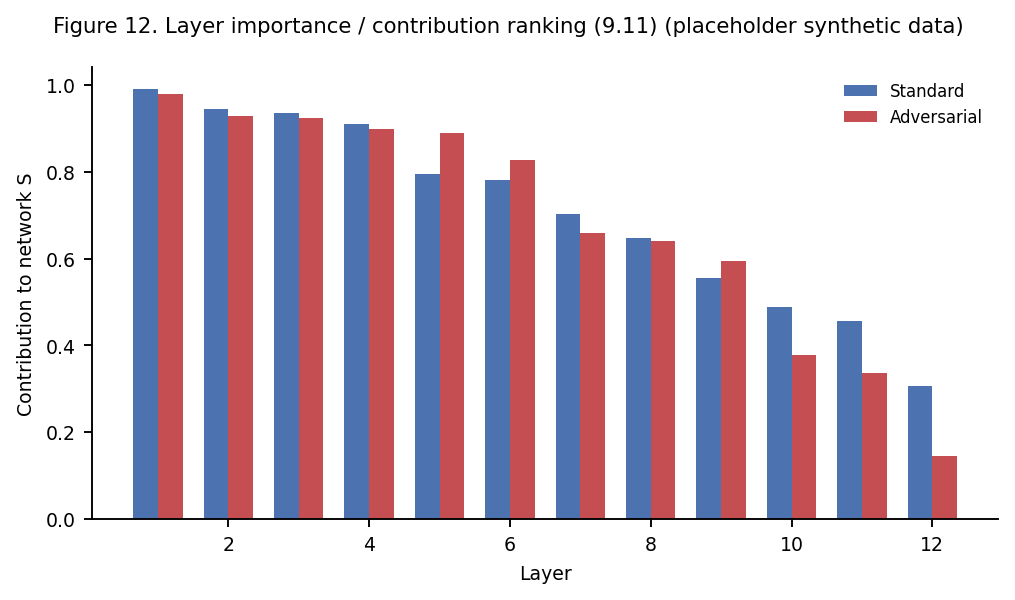 Figure 12. Layer importance / contribution ranking (9.11) (placeholder synthetic data)
Standard
Adversarial
Contribution to network S
1.0
0.8
0.6
0.4
0.2
0.0
2 4 6 8 10 12
Layer